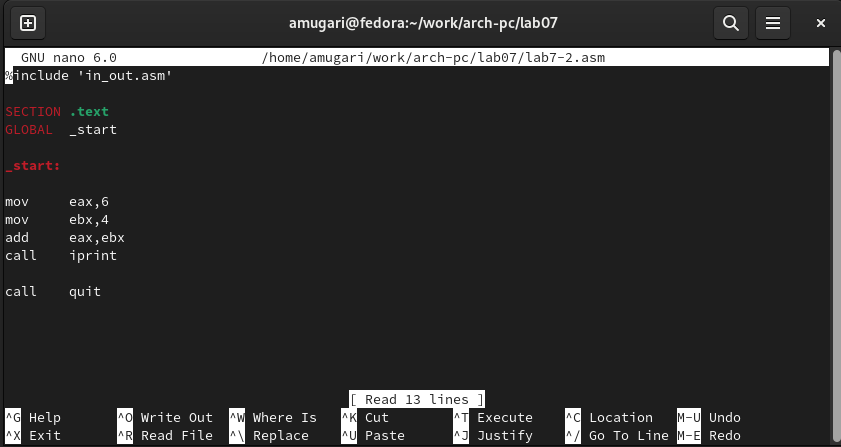 amugari@fedora:~/work/arch-pc/lab07
GNU nano 6.0 /home/amugari/work/arch-pc/lab07/lab7-2.asm
%include 'in_out.asm'
SECTION .text
GLOBAL _start
_start:
mov eax,6
mov ebx,4
add eax,ebx
call iprint
call quit
[ Read 13 lines ]
^G Help ^O Write Out ^W Where Is ^K Cut ^T Execute ^C Location M-U Undo
^X Exit ^R Read File ^\ Replace ^U Paste ^J Justify ^/ Go To Line M-E Redo